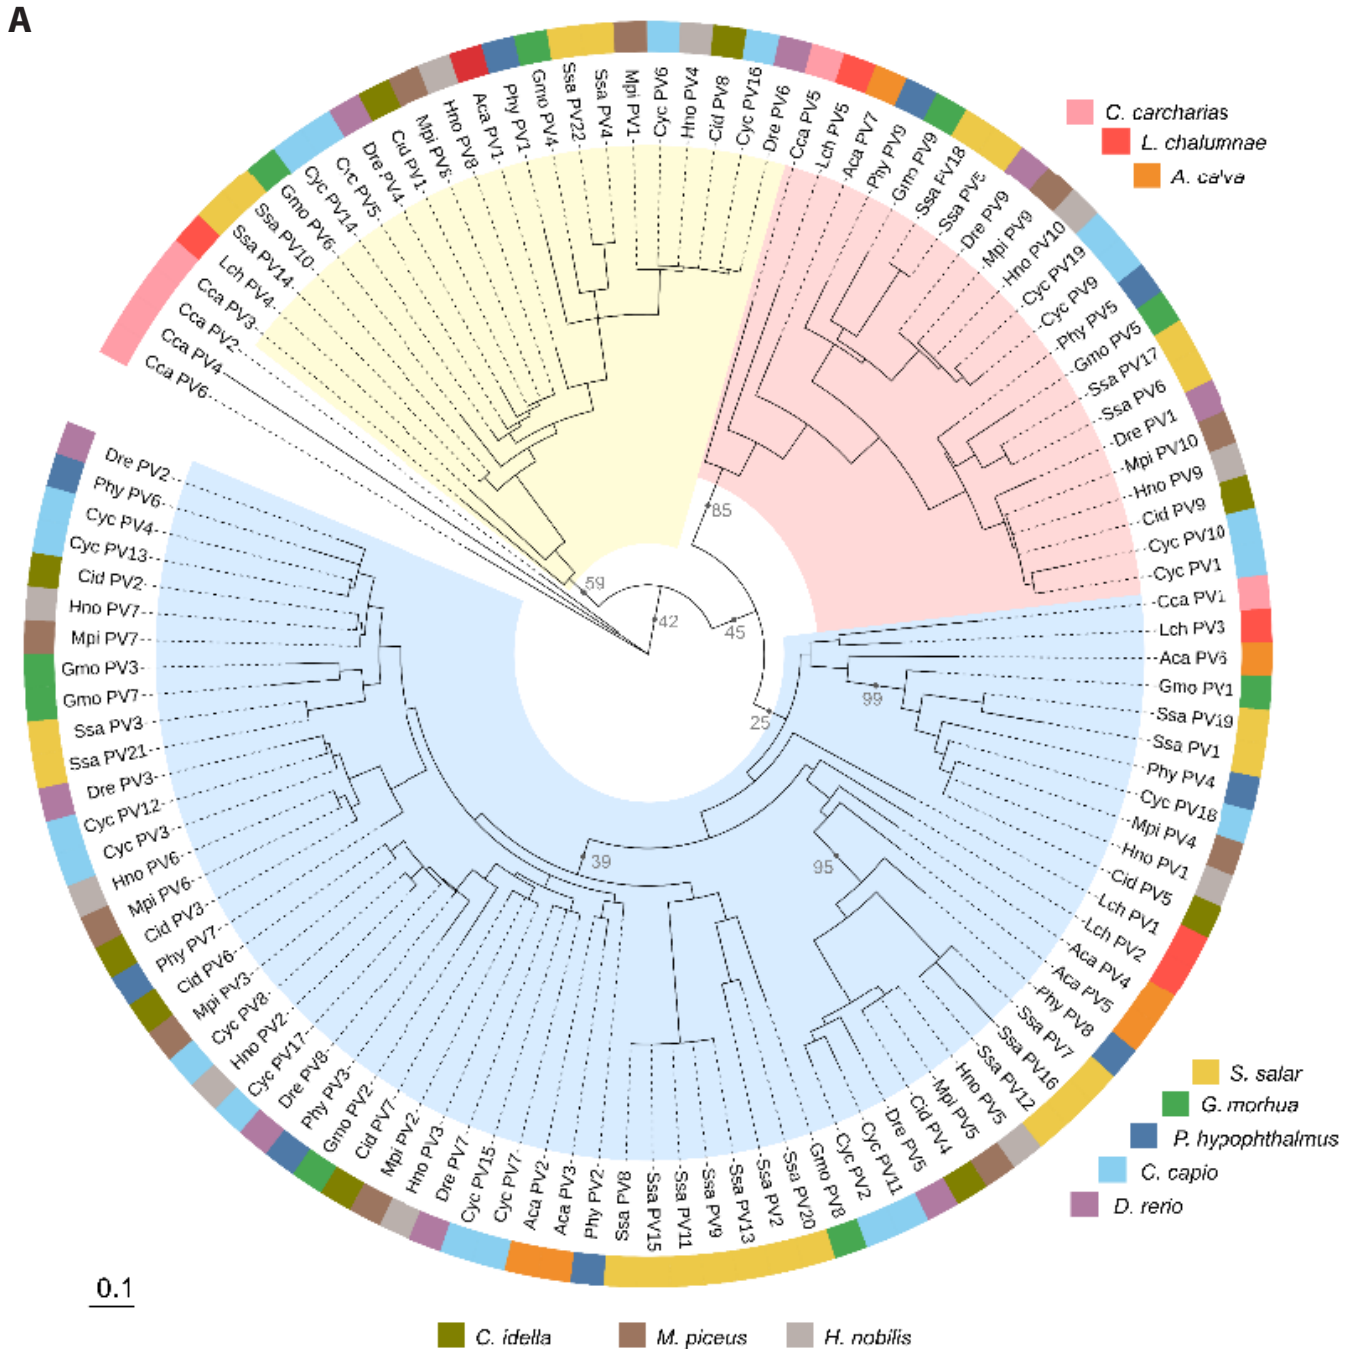 A
C. carcharias
L. chalumnae
A. calva
Cca PV6
Cca PV4
Cca PV2
Cca PV3
Lch PV4
Ssa PV14
Ssa PV10
Gmo PV6
Cyc PV14
Cyc PV5
Dre PV4
Cid PV1
Mpi PV8
Hno PV8
Aca PV1
Phy PV1
Gmo PV4
Ssa PV22
Ssa PV4
Mpi PV1
Cyc PV6
Hno PV4
Cid PV8
Cyc PV16
Dre PV6
Cca PV5
Lch PV5
Aca PV7
Phy PV9
Gmo PV9
Ssa PV18
Ssa PV5
Dre PV9
Mpi PV9
Hno PV10
Cyc PV19
Cyc PV9
Phy PV5
Gmo PV5
Ssa PV17
Ssa PV6
Dre PV1
Mpi PV10
Hno PV9
Cid PV9
Cyc PV10
Cyc PV1
Cca PV1
Lch PV3
Aca PV6
Gmo PV1
Ssa PV19
Ssa PV1
Phy PV4
Cyc PV18
Mpi PV4
Hno PV1
Cid PV5
Lch PV1
Lch PV2
Aca PV4
Aca PV5
Phy PV8
Ssa PV7
Ssa PV16
Ssa PV12
Hno PV5
Mpi PV5
Cid PV4
Dre PV5
Cyc PV11
Cyc PV2
Gmo PV8
Ssa PV20
Ssa PV2
Ssa PV13
Ssa PV9
Ssa PV11
Ssa PV15
Ssa PV8
Phy PV2
Aca PV3
Aca PV2
Cyc PV7
Cyc PV15
Dre PV7
Hno PV3
Mpi PV2
Cid PV7
Gmo PV2
Phy PV3
Dre PV8
Cyc PV17
Hno PV2
Cyc PV8
Mpi PV3
Cid PV6
Phy PV7
Cid PV3
Mpi PV6
Hno PV6
Cyc PV3
Cyc PV12
Dre PV3
Ssa PV21
Ssa PV3
Gmo PV7
Gmo PV3
Mpi PV7
Hno PV7
Cid PV2
Cyc PV13
Cyc PV4
Phy PV6
Dre PV2
85
59
42
45
25
99
95
39
S. salar
G. morhua
P. hypophthalmus
C. capio
D. rerio
0.1
C. idella
M. piceus
H. nobilis